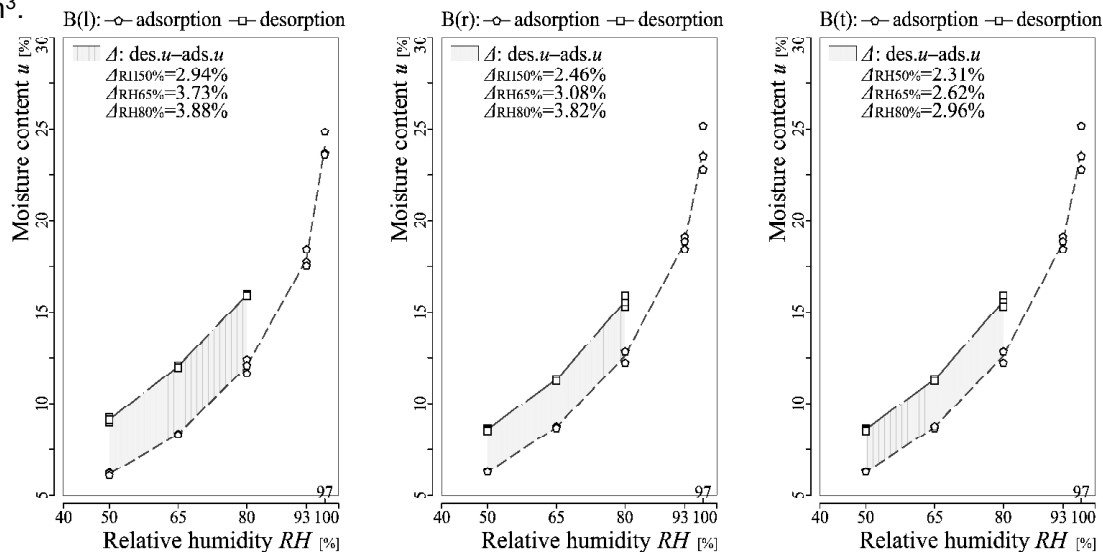 n³.
B(l): adsorption desorption
Δ: des.u–ads.u
ΔRH50%=2.94%
ΔRH65%=3.73%
ΔRH80%=3.88%
Moisture content u [%]
30
25
20
15
10
5
97
40 50 65 80 93 100
Relative humidity RH [%]
B(r): adsorption desorption
Δ: des.u–ads.u
ΔRH50%=2.46%
ΔRH65%=3.08%
ΔRH80%=3.82%
Moisture content u [%]
30
25
20
15
10
5
97
40 50 65 80 93 100
Relative humidity RH [%]
B(t): adsorption desorption
Δ: des.u–ads.u
ΔRH50%=2.31%
ΔRH65%=2.62%
ΔRH80%=2.96%
Moisture content u [%]
30
25
20
15
10
5
97
40 50 65 80 93 100
Relative humidity RH [%]